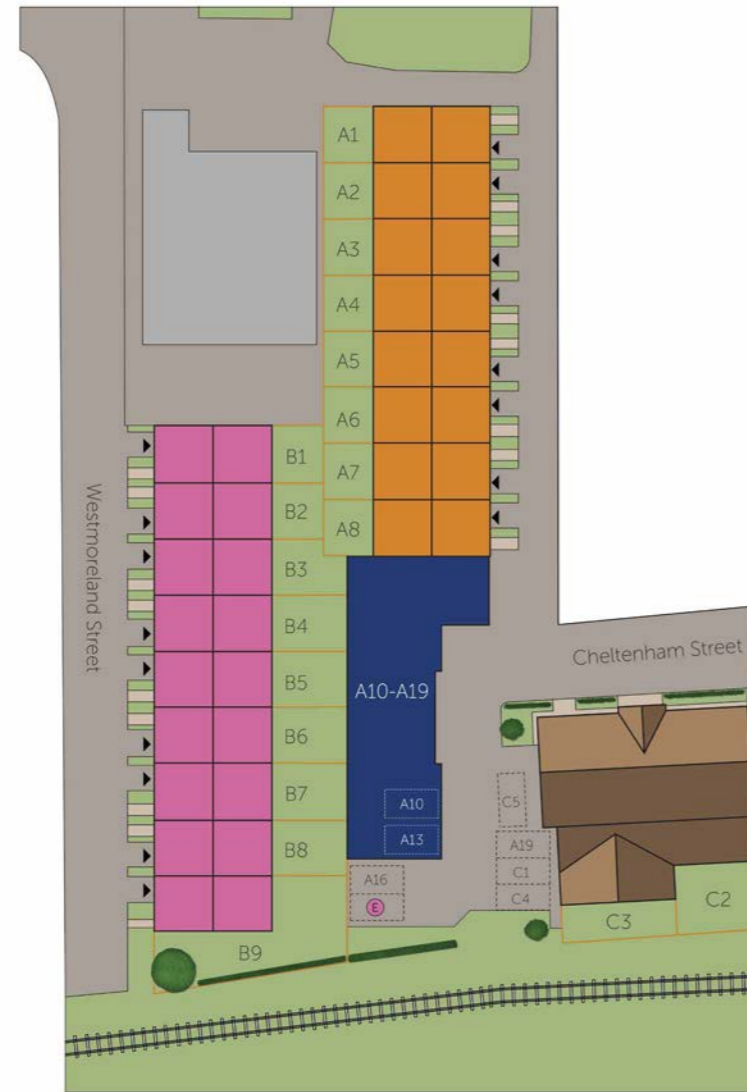 A1
A2
A3
A4
A5
A6
A7
A8
B1
B2
B3
B4
B5
B6
B7
B8
B9
Westmoreland Street
Cheltenham Street
A10-A19
A10
A13
A16
E
C5
A19
C1
C4
C3
C2